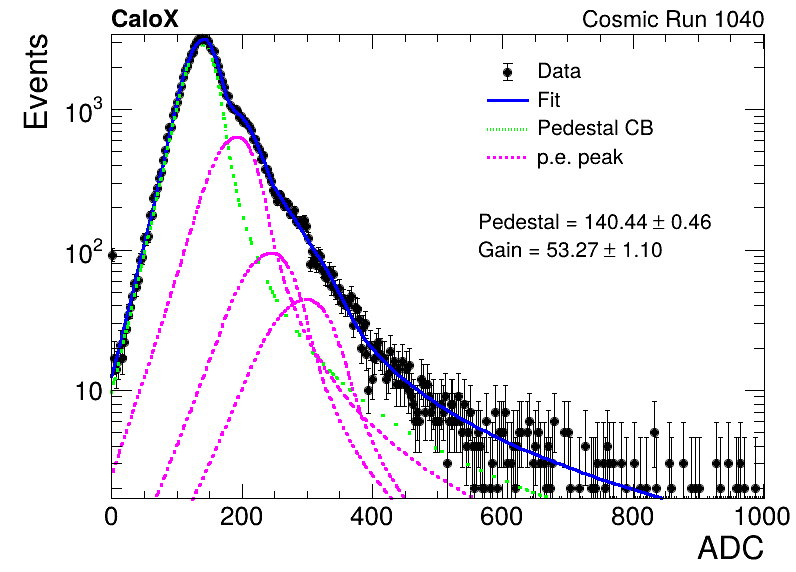 CaloX
Cosmic Run 1040
Events
10³
10²
10
Data
Fit
Pedestal CB
p.e. peak
Pedestal = 140.44 ± 0.46
Gain = 53.27 ± 1.10
0 200 400 600 800 1000
ADC